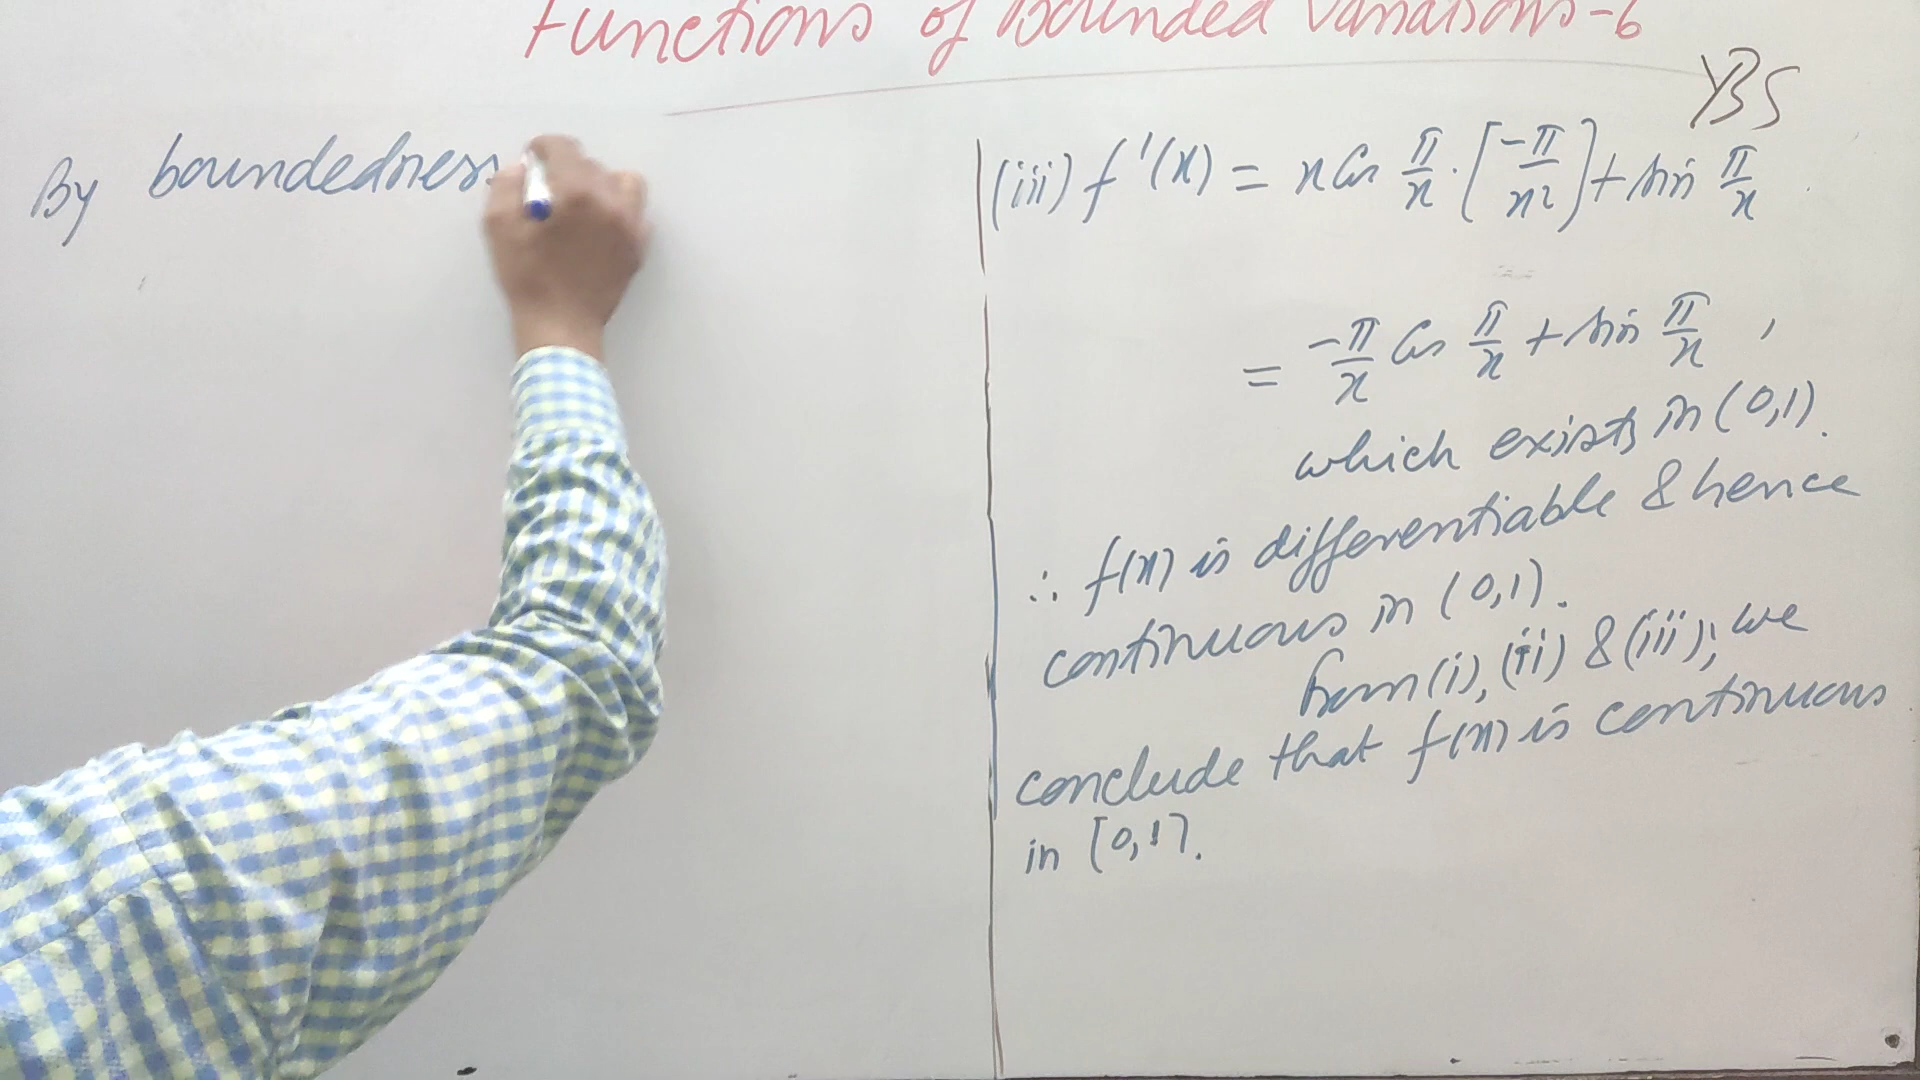 Functions of Bounded Variations-6
YBS
By boundedness
(iii) f'(x) = x Cos π/x · [-π/x²] + sin π/x
= -π/x Cos π/x + sin π/x ,
which exists in (0,1).
∴ f(x) is differentiable & hence
continuous in (0,1).
from (i), (ii) & (iii); we
conclude that f(x) is continuous
in [0,1].